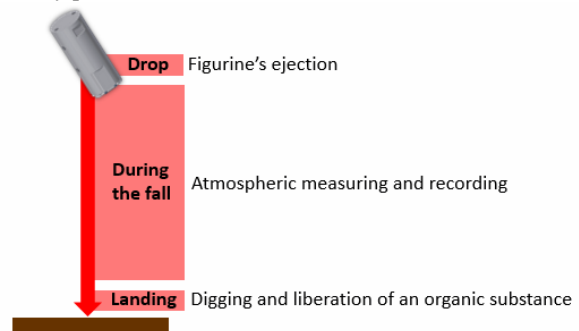 Drop Figurine's ejection
During
the fall
Atmospheric measuring and recording
Landing Digging and liberation of an organic substance